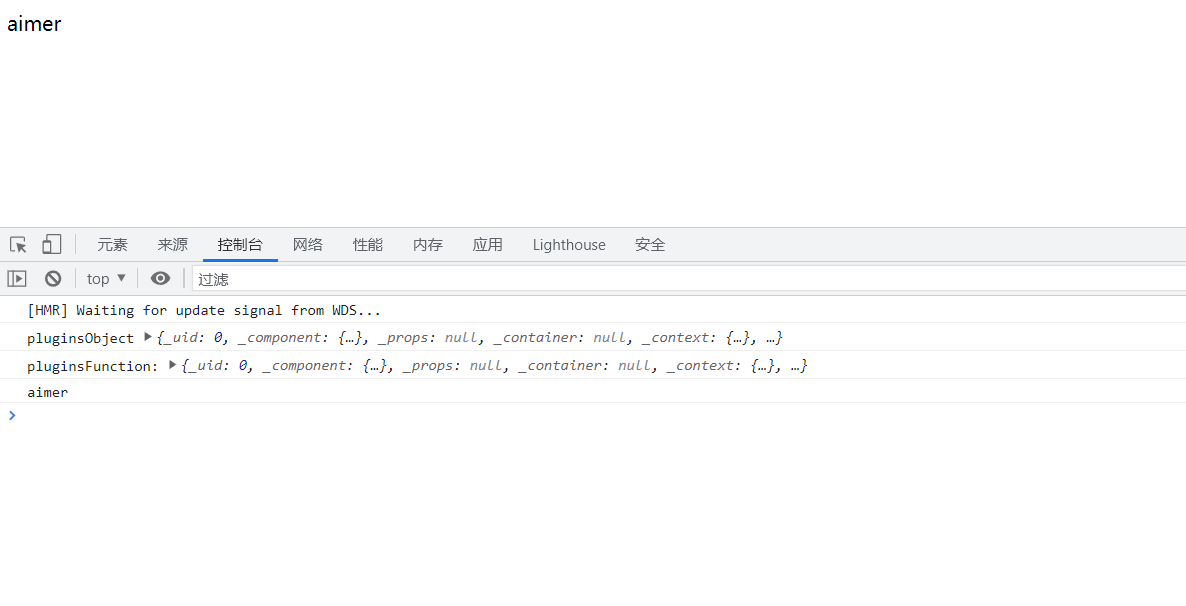 aimer
元素 来源 控制台 网络 性能 内存 应用 Lighthouse 安全
top ▼ 过滤
[HMR] Waiting for update signal from WDS...
pluginsObject ▶{_uid: 0, _component: {…}, _props: null, _container: null, _context: {…}, …}
pluginsFunction: ▶{_uid: 0, _component: {…}, _props: null, _container: null, _context: {…}, …}
aimer